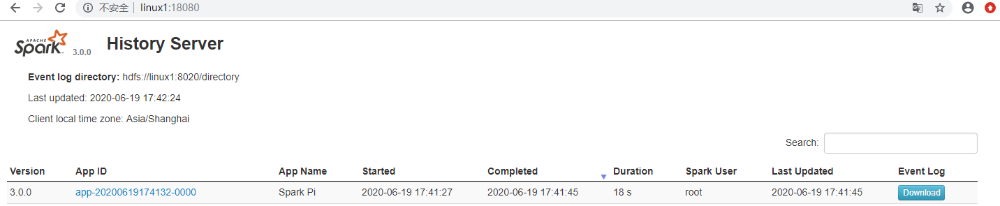 不安全 linux1:18080
APACHE Spark 3.0.0 History Server
Event log directory: hdfs://linux1:8020/directory
Last updated: 2020-06-19 17:42:24
Client local time zone: Asia/Shanghai
Search:
Version App ID App Name Started Completed Duration Spark User Last Updated Event Log
3.0.0 app-20200619174132-0000 Spark Pi 2020-06-19 17:41:27 2020-06-19 17:41:45 18 s root 2020-06-19 17:41:45 Download